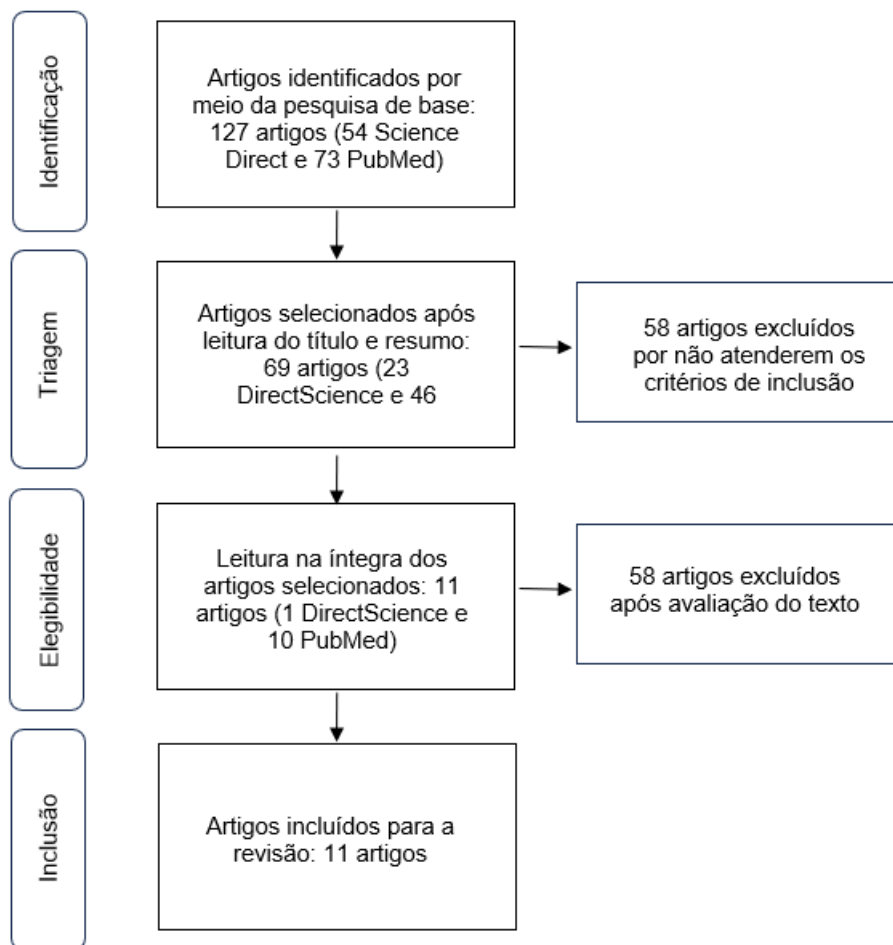 Identificação
Artigos identificados por
meio da pesquisa de base:
127 artigos (54 Science
Direct e 73 PubMed)
Triagem
Artigos selecionados após
leitura do título e resumo:
69 artigos (23
DirectScience e 46
58 artigos excluídos
por não atenderem os
critérios de inclusão
Elegibilidade
Leitura na íntegra dos
artigos selecionados: 11
artigos (1 DirectScience e
10 PubMed)
58 artigos excluídos
após avaliação do texto
Inclusão
Artigos incluídos para a
revisão: 11 artigos